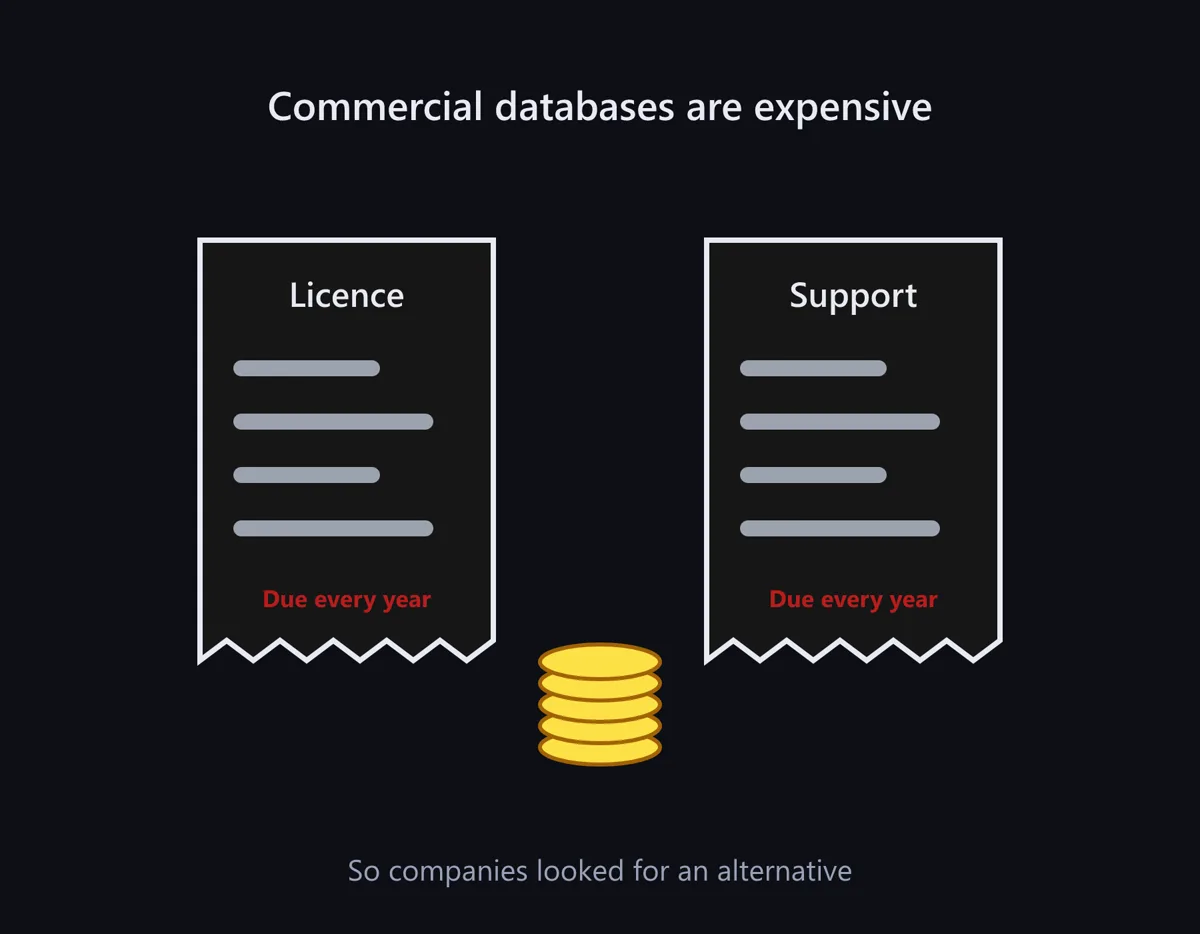 Commercial databases are expensive
Licence
Support
Due every year
Due every year
So companies looked for an alternative